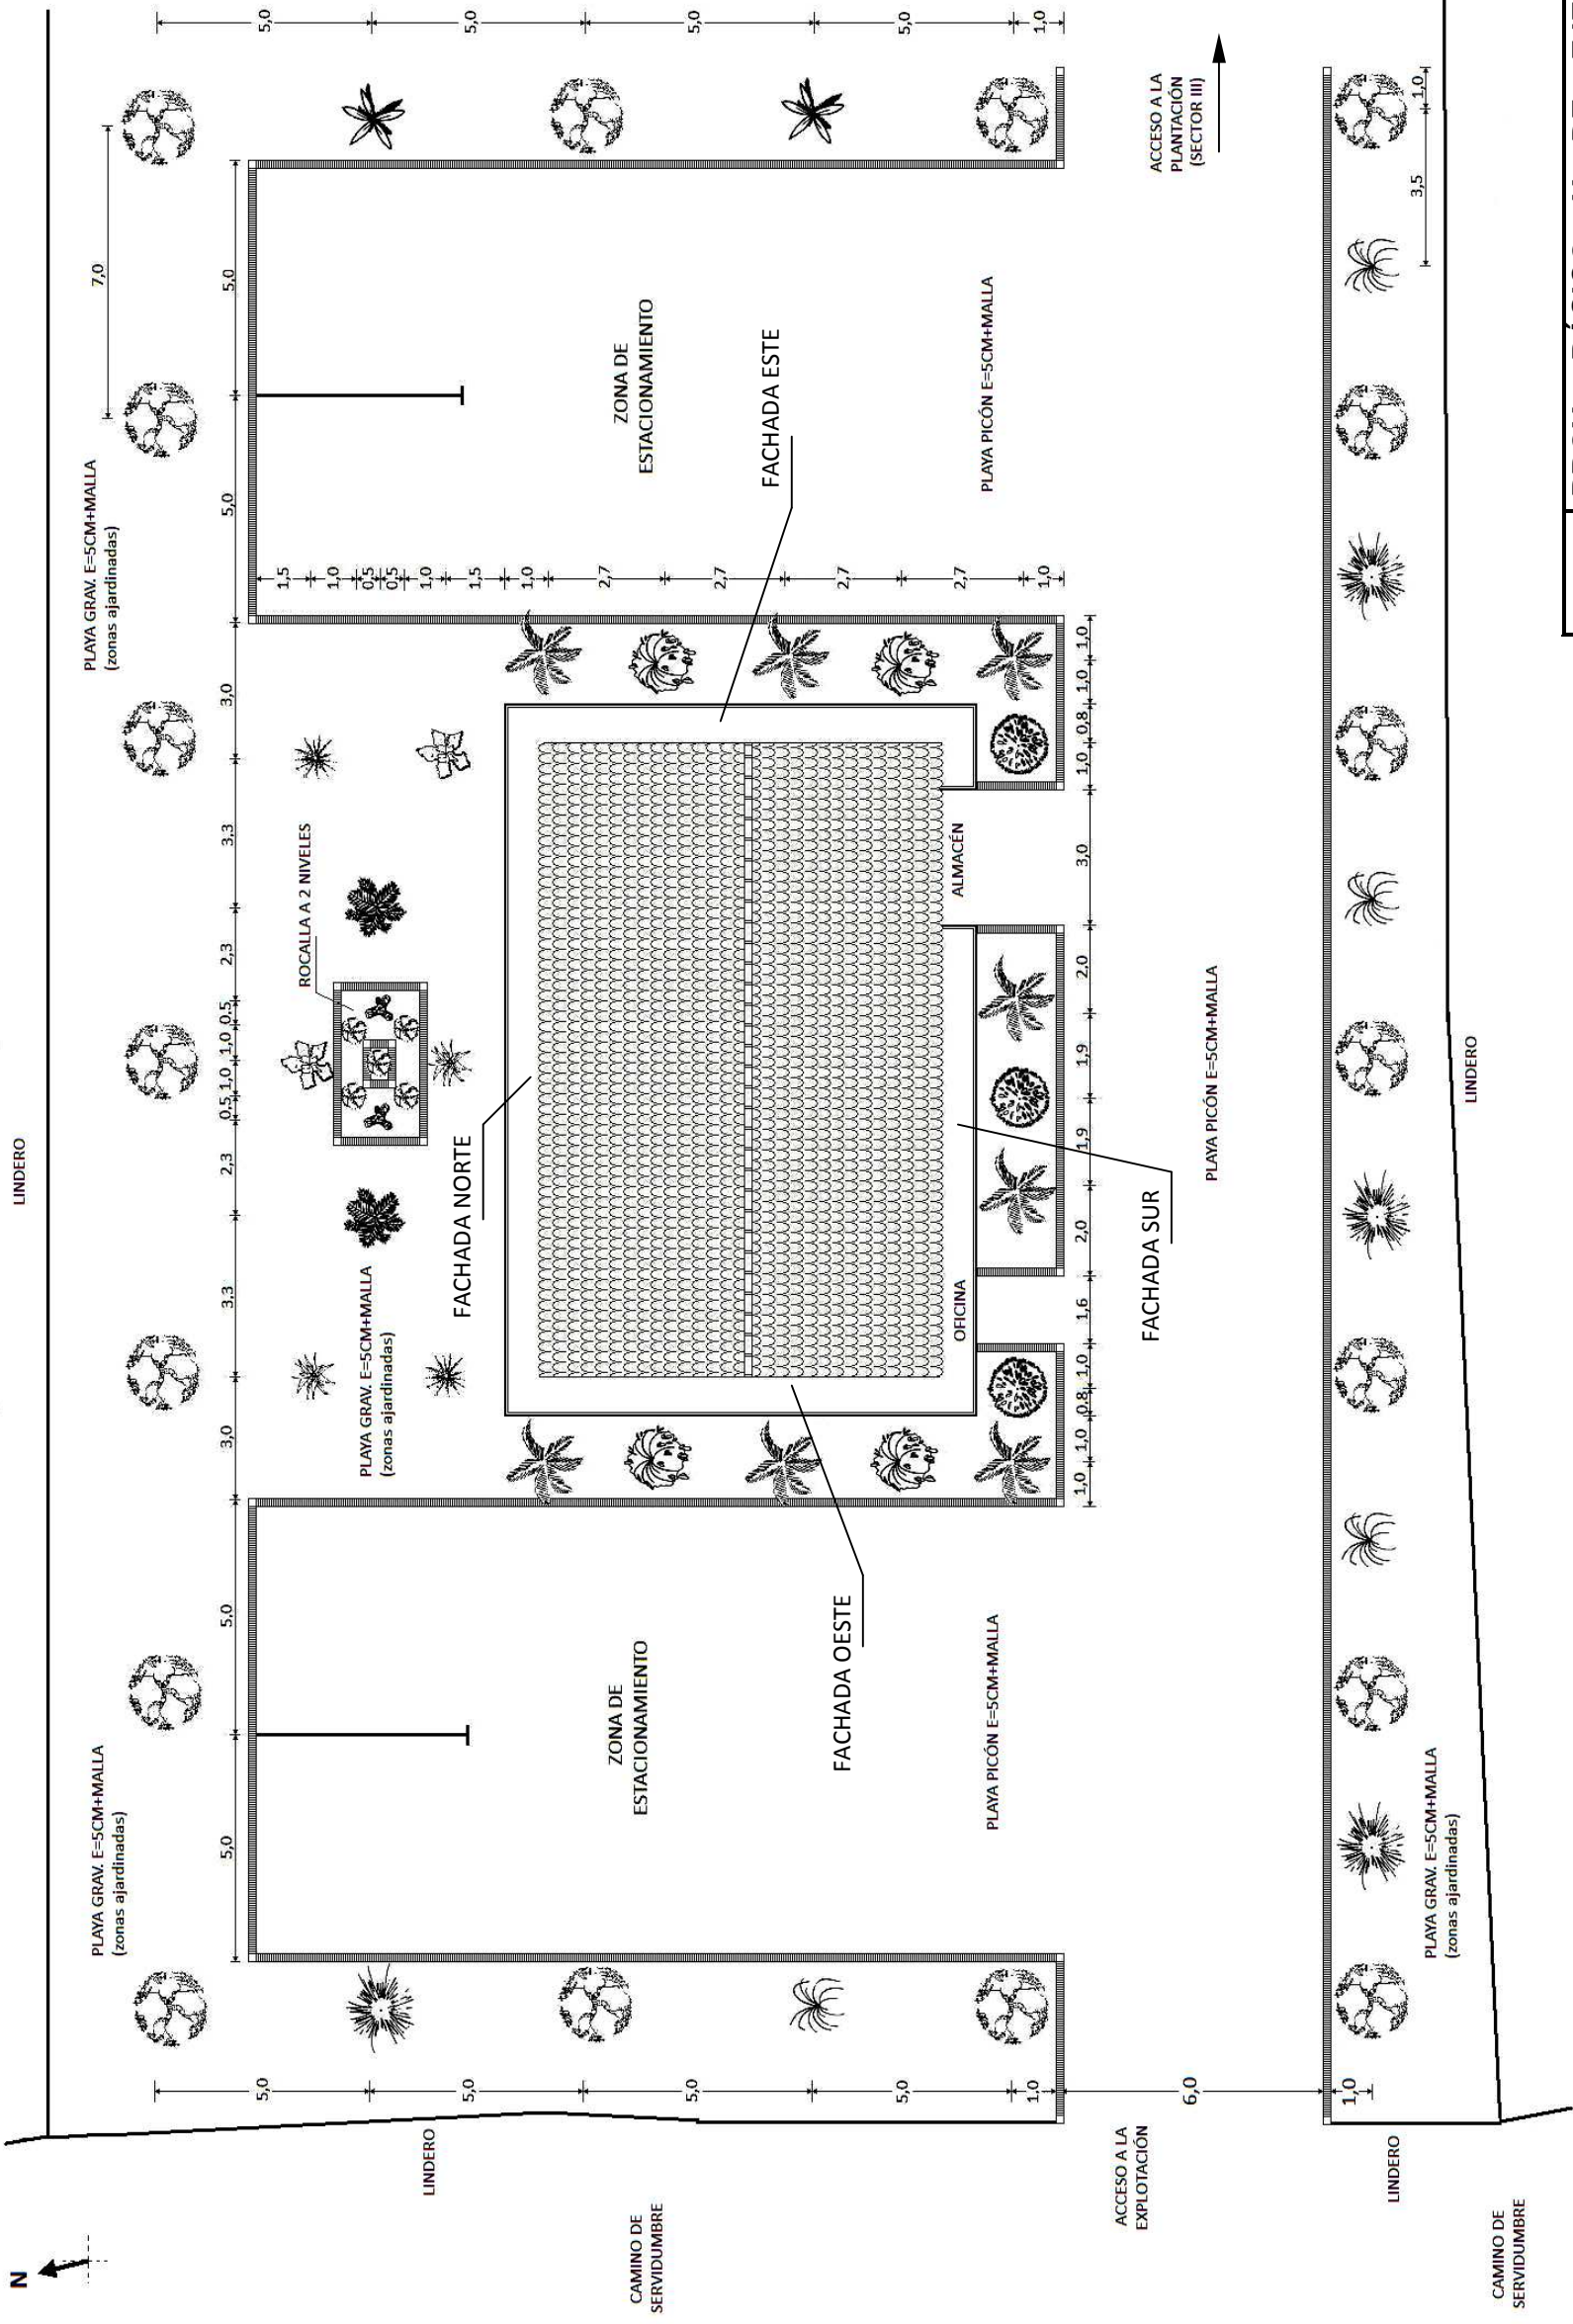 N
LINDERO
PLAYA GRAV. E=5CM+MALLA
(zonas ajardinadas)
PLAYA GRAV. E=5CM+MALLA
(zonas ajardinadas)
7,0
5,0
5,0
3,0
3,3
2,3
0,5
1,0
1,0
0,5
2,3
3,3
3,0
5,0
5,0
5,0
5,0
5,0
5,0
1,0
5,0
5,0
5,0
5,0
1,0
6,0
1,0
1,5
1,0
0,5
0,5
1,0
1,5
1,0
2,7
2,7
2,7
2,7
1,0
ROCALLA A 2 NIVELES
PLAYA GRAV. E=5CM+MALLA
(zonas ajardinadas)
LINDERO
FACHADA NORTE
CAMINO DE
SERVIDUMBRE
ZONA DE
ESTACIONAMIENTO
ZONA DE
ESTACIONAMIENTO
FACHADA ESTE
FACHADA OESTE
OFICINA
ALMACÉN
PLAYA PICÓN E=5CM+MALLA
PLAYA PICÓN E=5CM+MALLA
1,0
1,0
0,8
1,0
1,6
2,0
1,9
1,9
2,0
3,0
1,0
0,8
1,0
1,0
ACCESO A LA
EXPLOTACIÓN
FACHADA SUR
ACCESO A LA
PLANTACIÓN
(SECTOR III)
PLAYA PICÓN E=5CM+MALLA
LINDERO
3,5
1,0
PLAYA GRAV. E=5CM+MALLA
(zonas ajardinadas)
LINDERO
CAMINO DE
SERVIDUMBRE